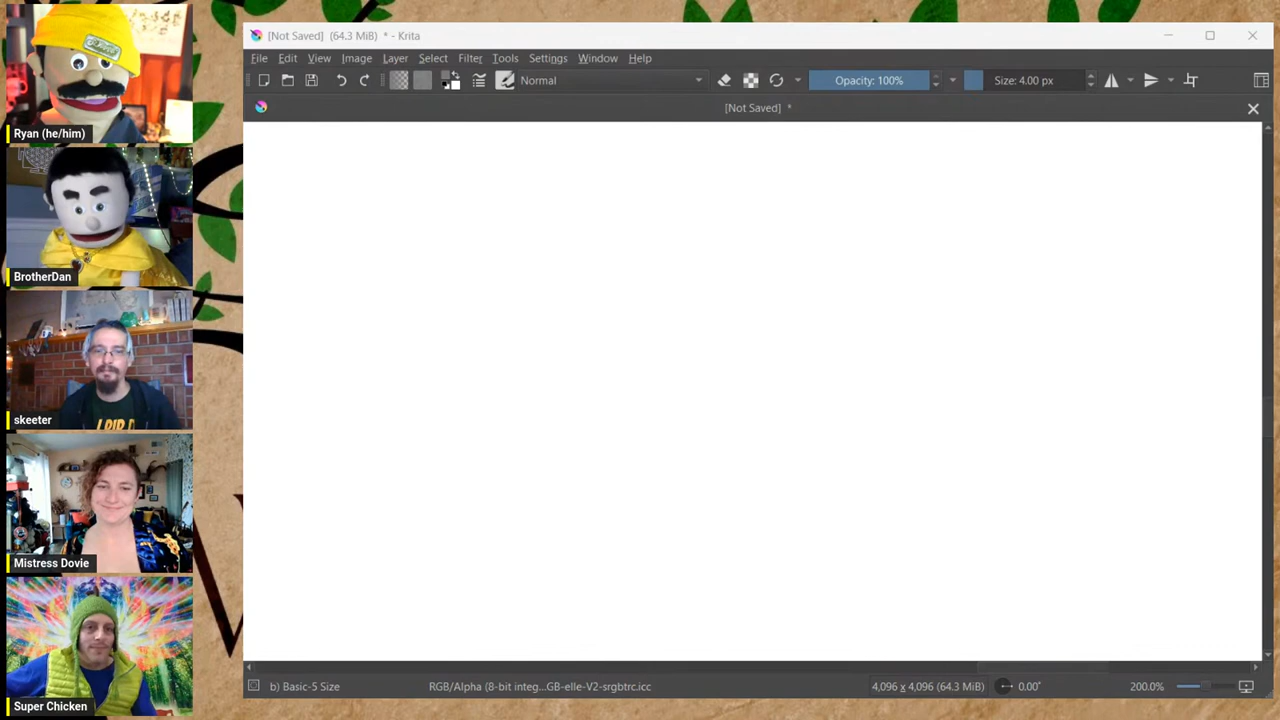 Ryan (he/him)
BrotherDan
skeeter
Mistress Dovie
Super Chicken
[Not Saved] (64.3 MiB) * - Krita
File Edit View Image Layer Select Filter Tools Settings Window Help
Normal Opacity: 100% Size: 4.00 px
[Not Saved] *
b) Basic-5 Size RGB/Alpha (8-bit integ...GB-elle-V2-srgbtrc.icc 4,096 x 4,096 (64.3 MiB) 0.00° 200.0%